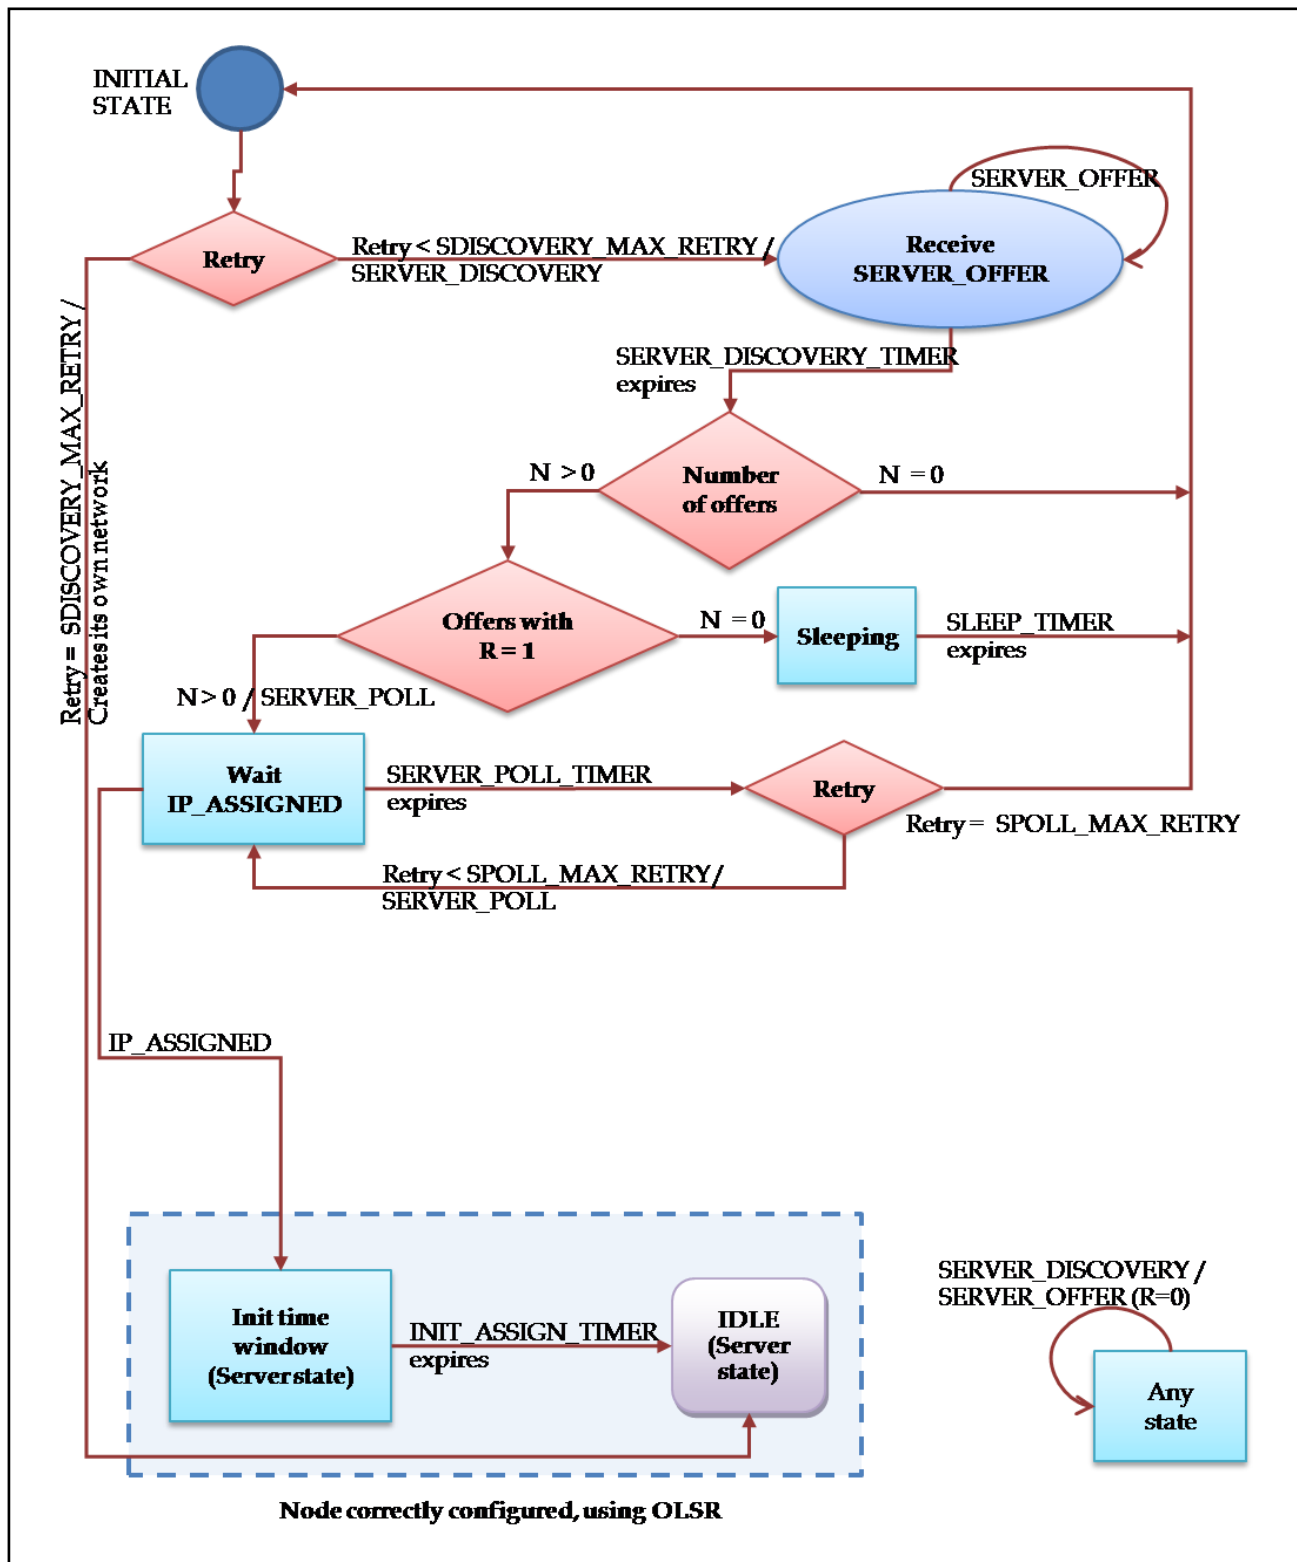 INITIAL
STATE
SERVER_OFFER
Retry
Retry < SDISCOVERY_MAX_RETRY /
SERVER_DISCOVERY
Receive
SERVER_OFFER
Retry = SDISCOVERY_MAX_RETRY /
Creates its own network
SERVER_DISCOVERY_TIMER
expires
N > 0
Number
of offers
N = 0
Offers with
R = 1
N = 0
Sleeping
SLEEP_TIMER
expires
N > 0 / SERVER_POLL
Wait
IP_ASSIGNED
SERVER_POLL_TIMER
expires
Retry
Retry = SPOLL_MAX_RETRY
Retry < SPOLL_MAX_RETRY/
SERVER_POLL
IP_ASSIGNED
SERVER_DISCOVERY /
SERVER_OFFER (R=0)
Init time
window
(Server state)
INIT_ASSIGN_TIMER
expires
IDLE
(Server
state)
Any
state
Node correctly configured, using OLSR